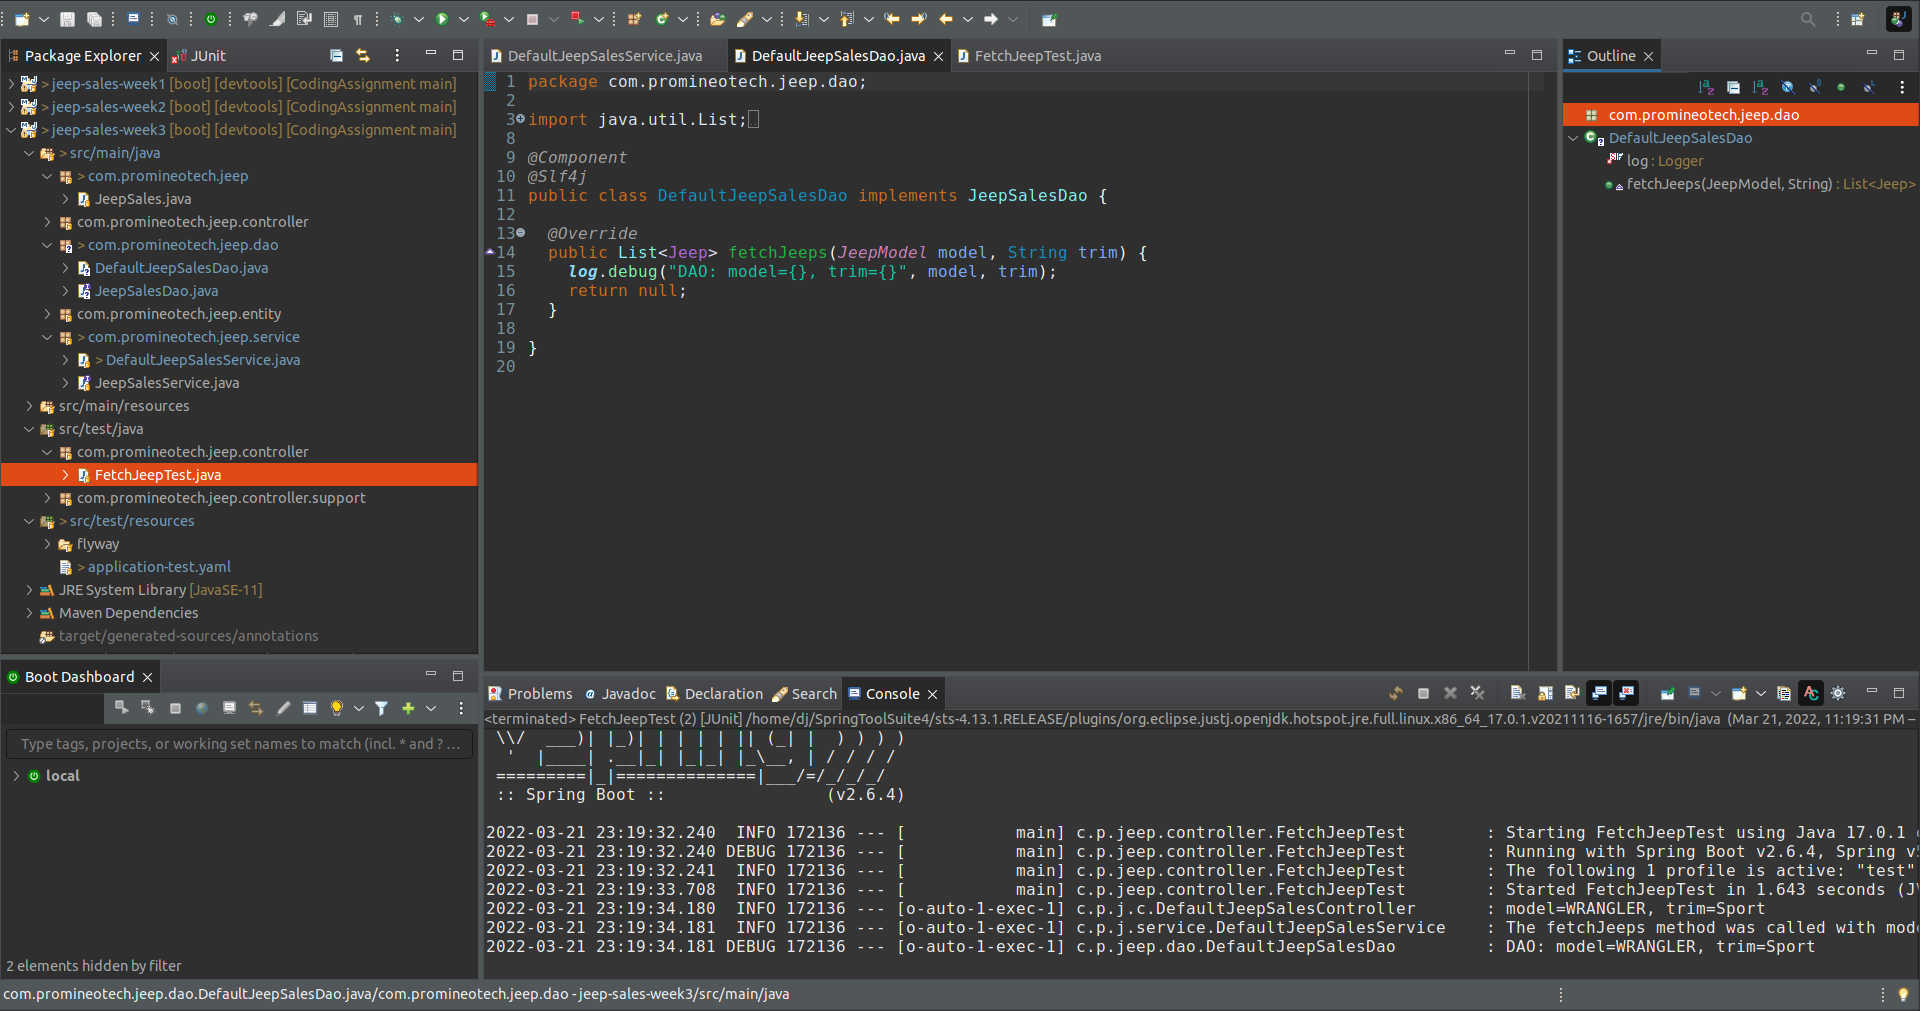 Package Explorer
JUnit
> jeep-sales-week1 [boot] [devtools] [CodingAssignment main]
> jeep-sales-week2 [boot] [devtools] [CodingAssignment main]
> jeep-sales-week3 [boot] [devtools] [CodingAssignment main]
> src/main/java
> com.promineotech.jeep
JeepSales.java
com.promineotech.jeep.controller
> com.promineotech.jeep.dao
DefaultJeepSalesDao.java
JeepSalesDao.java
com.promineotech.jeep.entity
> com.promineotech.jeep.service
> DefaultJeepSalesService.java
JeepSalesService.java
src/main/resources
src/test/java
com.promineotech.jeep.controller
FetchJeepTest.java
com.promineotech.jeep.controller.support
> src/test/resources
flyway
> application-test.yaml
JRE System Library [JavaSE-11]
Maven Dependencies
target/generated-sources/annotations
Boot Dashboard
Type tags, projects, or working set names to match (incl. * and ? ...
local
2 elements hidden by filter
DefaultJeepSalesService.java
DefaultJeepSalesDao.java
FetchJeepTest.java
1 package com.promineotech.jeep.dao;
2
3 import java.util.List;
8
9 @Component
10 @Slf4j
11 public class DefaultJeepSalesDao implements JeepSalesDao {
12
13 @Override
14 public List<Jeep> fetchJeeps(JeepModel model, String trim) {
15 log.debug("DAO: model={}, trim={}", model, trim);
16 return null;
17 }
18
19 }
20
Outline
com.promineotech.jeep.dao
DefaultJeepSalesDao
log : Logger
fetchJeeps(JeepModel, String) : List<Jeep>
Problems
Javadoc
Declaration
Search
Console
<terminated> FetchJeepTest (2) [JUnit] /home/dj/SpringToolSuite4/sts-4.13.1.RELEASE/plugins/org.eclipse.justj.openjdk.hotspot.jre.full.linux.x86_64_17.0.1.v20211116-1657/jre/bin/java (Mar 21, 2022, 11:19:31 PM –
 \\/  ___)| |_)| | | | | || (_| |  ) ) ) )
  '  |____| .__|_| |_|_| |_\__, | / / / /
 =========|_|==============|___/=/_/_/_/
 :: Spring Boot ::                (v2.6.4)
2022-03-21 23:19:32.240  INFO 172136 --- [           main] c.p.jeep.controller.FetchJeepTest        : Starting FetchJeepTest using Java 17.0.1
2022-03-21 23:19:32.240 DEBUG 172136 --- [           main] c.p.jeep.controller.FetchJeepTest        : Running with Spring Boot v2.6.4, Spring v5
2022-03-21 23:19:32.241  INFO 172136 --- [           main] c.p.jeep.controller.FetchJeepTest        : The following 1 profile is active: "test"
2022-03-21 23:19:33.708  INFO 172136 --- [           main] c.p.jeep.controller.FetchJeepTest        : Started FetchJeepTest in 1.643 seconds (J
2022-03-21 23:19:34.180  INFO 172136 --- [o-auto-1-exec-1] c.p.j.c.DefaultJeepSalesController       : model=WRANGLER, trim=Sport
2022-03-21 23:19:34.181  INFO 172136 --- [o-auto-1-exec-1] c.p.j.service.DefaultJeepSalesService    : The fetchJeeps method was called with mod
2022-03-21 23:19:34.181 DEBUG 172136 --- [o-auto-1-exec-1] c.p.jeep.dao.DefaultJeepSalesDao         : DAO: model=WRANGLER, trim=Sport
com.promineotech.jeep.dao.DefaultJeepSalesDao.java/com.promineotech.jeep.dao - jeep-sales-week3/src/main/java